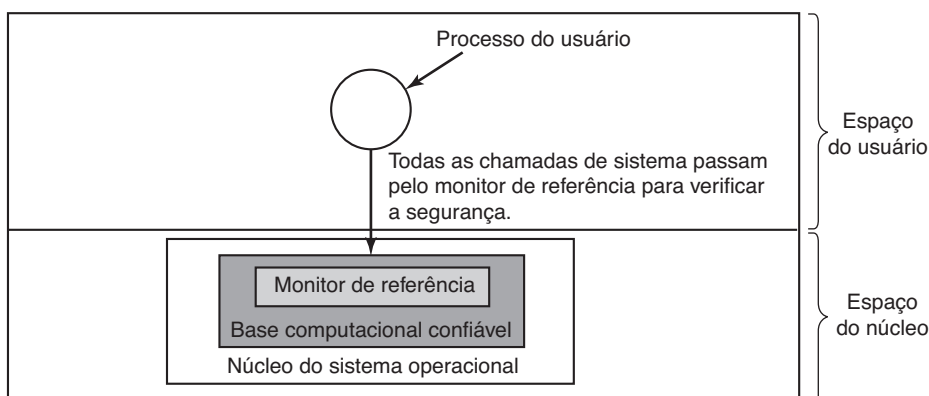 Processo do usuário
Espaço
do usuário
Todas as chamadas de sistema passam
pelo monitor de referência para verificar
a segurança.
Monitor de referência
Base computacional confiável
Núcleo do sistema operacional
Espaço
do núcleo